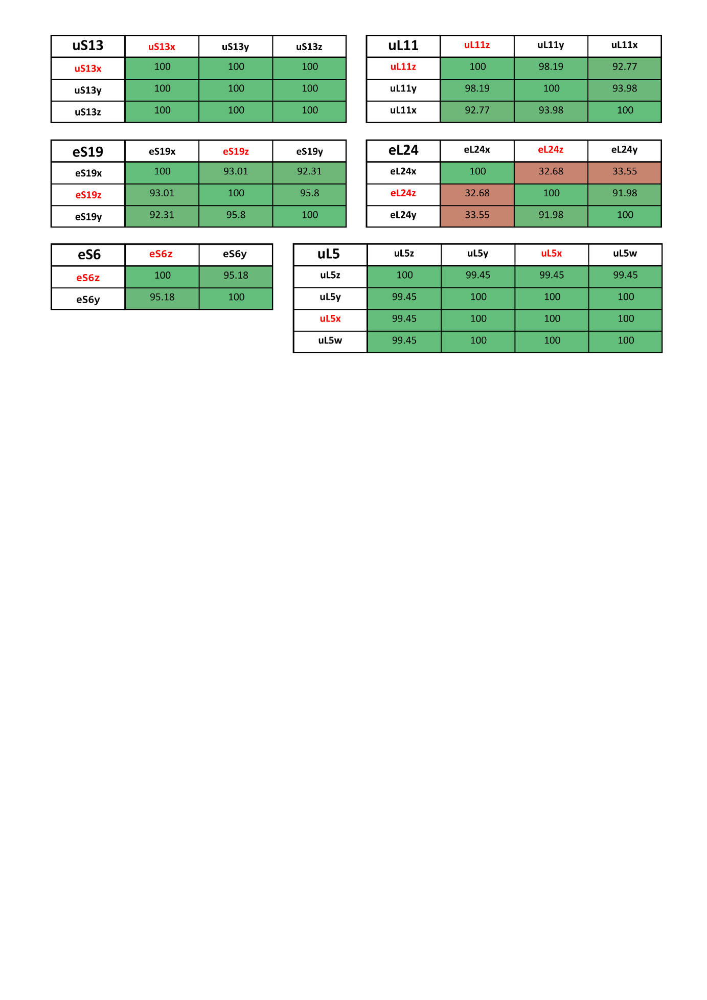 uS13 uS13x uS13y uS13z
uS13x 100 100 100
uS13y 100 100 100
uS13z 100 100 100
uL11 uL11z uL11y uL11x
uL11z 100 98.19 92.77
uL11y 98.19 100 93.98
uL11x 92.77 93.98 100
eS19 eS19x eS19z eS19y
eS19x 100 93.01 92.31
eS19z 93.01 100 95.8
eS19y 92.31 95.8 100
eL24 eL24x eL24z eL24y
eL24x 100 32.68 33.55
eL24z 32.68 100 91.98
eL24y 33.55 91.98 100
eS6 eS6z eS6y
eS6z 100 95.18
eS6y 95.18 100
uL5 uL5z uL5y uL5x uL5w
uL5z 100 99.45 99.45 99.45
uL5y 99.45 100 100 100
uL5x 99.45 100 100 100
uL5w 99.45 100 100 100